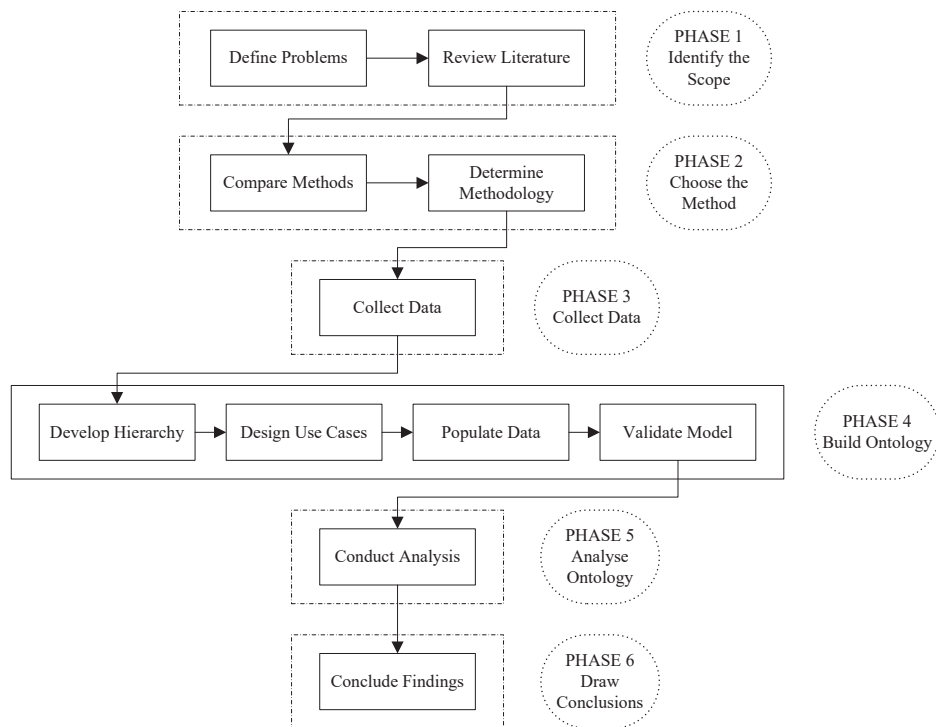 Define Problems
Review Literature
PHASE 1
Identify the
Scope
Compare Methods
Determine
Methodology
PHASE 2
Choose the
Method
Collect Data
PHASE 3
Collect Data
Develop Hierarchy
Design Use Cases
Populate Data
Validate Model
PHASE 4
Build Ontology
Conduct Analysis
PHASE 5
Analyse
Ontology
Conclude Findings
PHASE 6
Draw
Conclusions